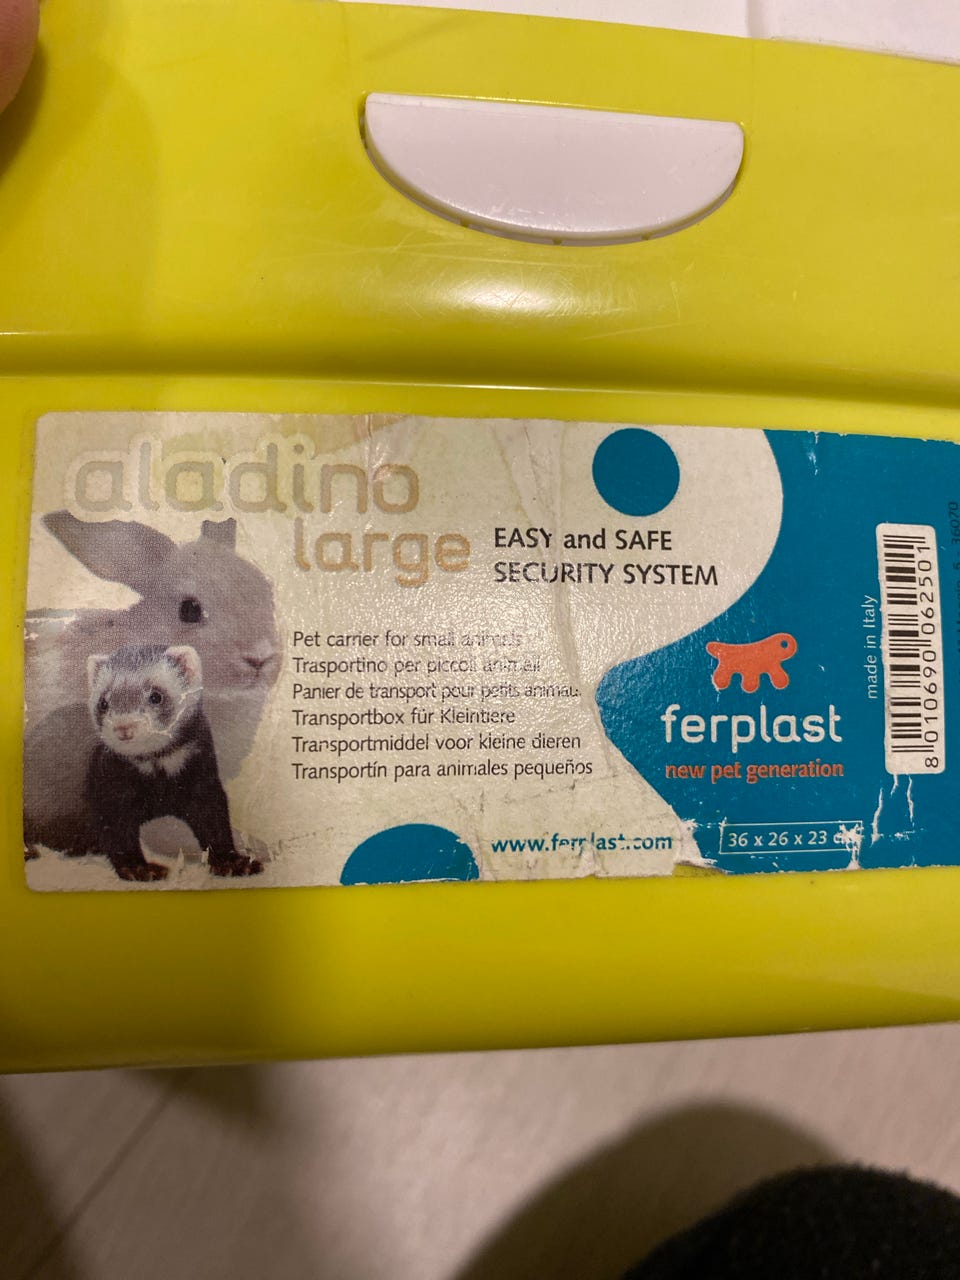 aladino
large
EASY and SAFE
SECURITY SYSTEM
Pet carrier for small animals
Trasportino per piccoli animali
Panier de transport pour petits animau
Transportbox für Kleintiere
Transportmiddel voor kleine dieren
Transportín para animales pequeños
www.ferplast.com
ferplast
new pet generation
36 x 26 x 23
made in Italy
8 010690 062501